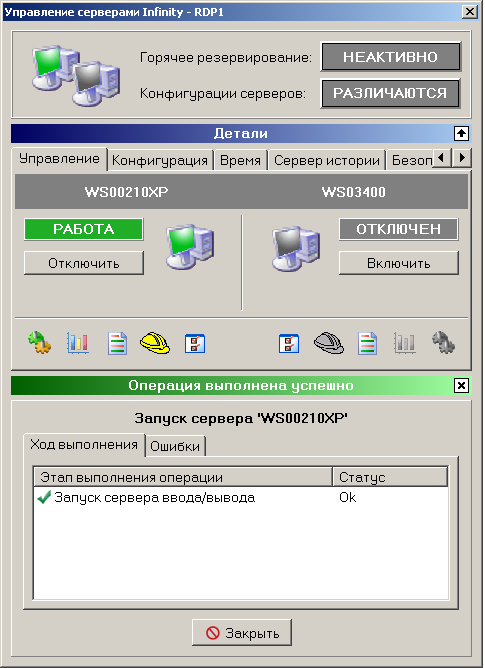 Управление серверами Infinity - RDP1
Горячее резервирование: НЕАКТИВНО
Конфигурации серверов: РАЗЛИЧАЮТСЯ
Детали
Управление Конфигурация Время Сервер истории Безоп
WS00210XP WS03400
РАБОТА ОТКЛЮЧЕН
Отключить Включить
Операция выполнена успешно
Запуск сервера 'WS00210XP'
Ход выполнения Ошибки
Этап выполнения операции Статус
Запуск сервера ввода/вывода Ok
Закрыть